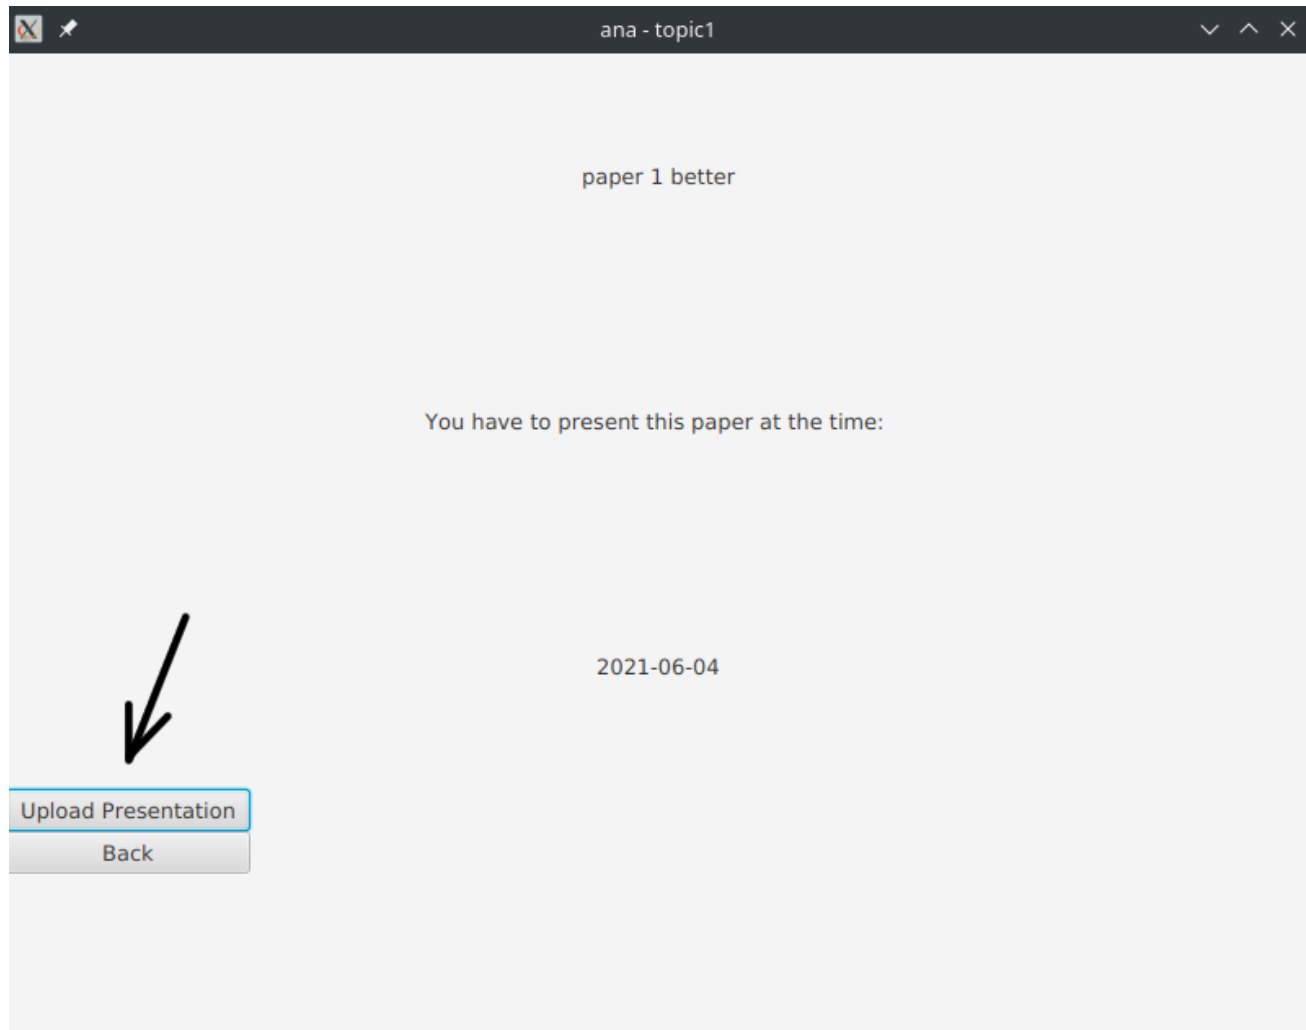 ana - topic1
paper 1 better
You have to present this paper at the time:
2021-06-04
Upload Presentation
Back